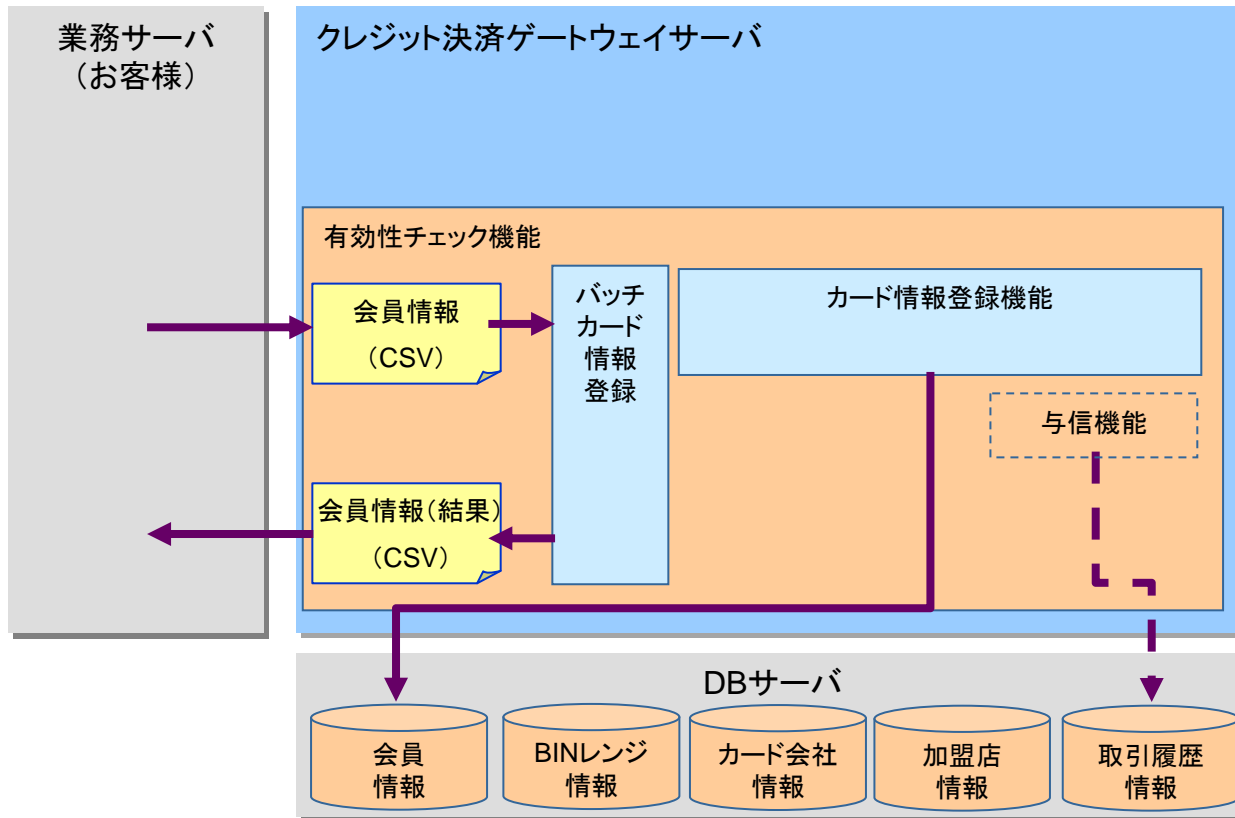 業務サーバ
（お客様）
クレジット決済ゲートウェイサーバ
有効性チェック機能
会員情報
（CSV）
バッチ
カード
情報
登録
カード情報登録機能
与信機能
会員情報（結果）
（CSV）
DBサーバ
会員
情報
BINレンジ
情報
カード会社
情報
加盟店
情報
取引履歴
情報